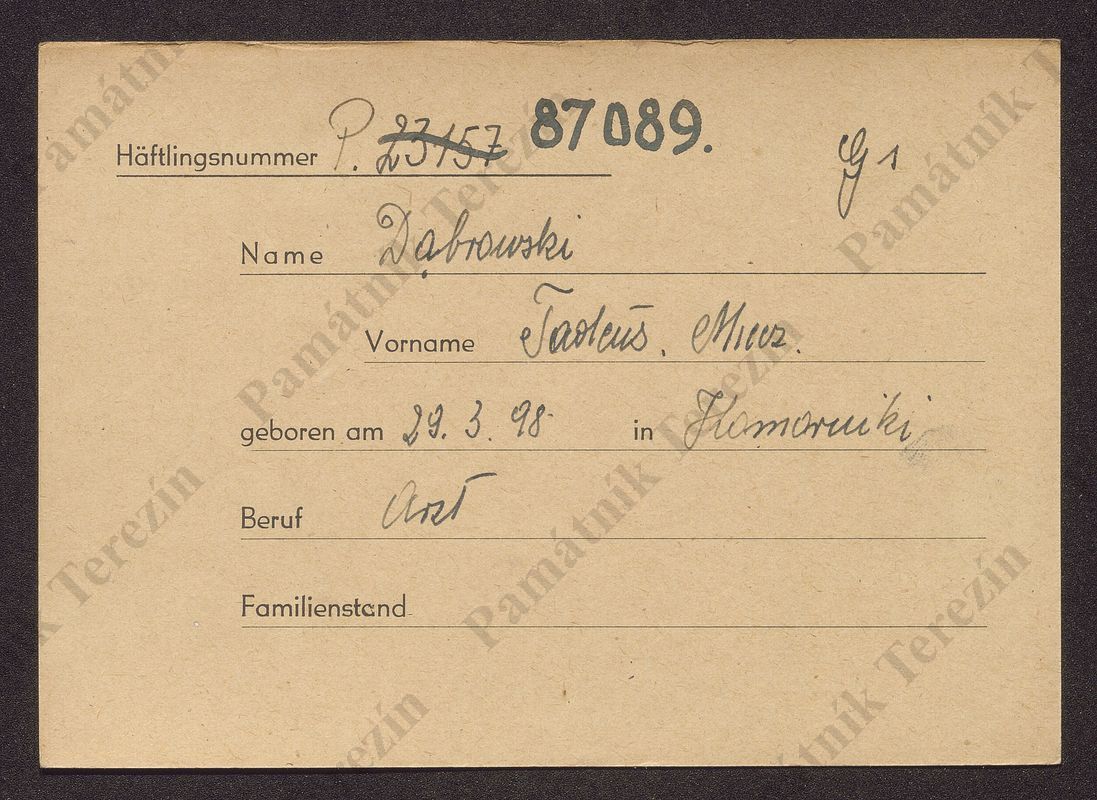 Häftlingsnummer P. 23157 87089.
G 1
Name Dąbrowski
Vorname Tadeus. Miecz.
geboren am 29. 3. 98 in Komorniki
Beruf Arzt
Familienstand
Památník Terezín